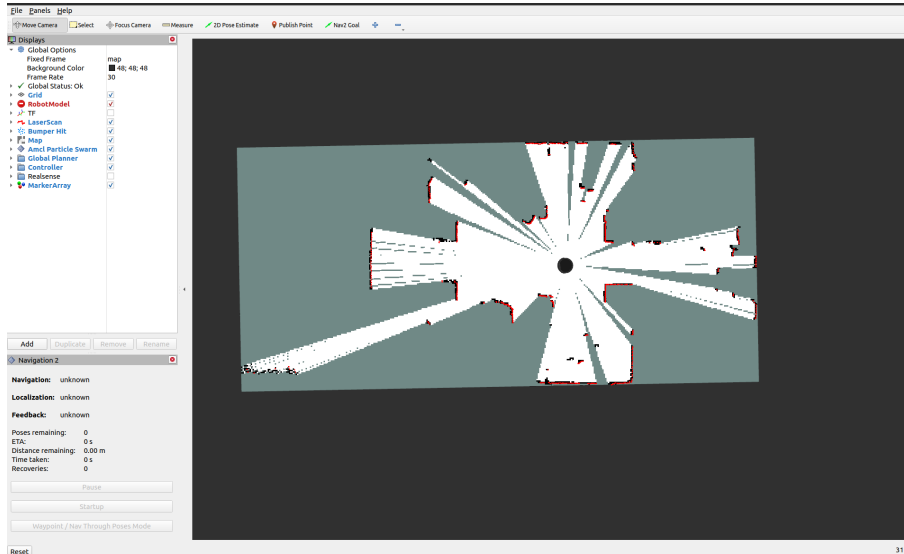 File Panels Help
Move Camera Select Focus Camera Measure 2D Pose Estimate Publish Point Nav2 Goal
Displays
Global Options
Fixed Frame map
Background Color 48; 48; 48
Frame Rate 30
Global Status: Ok
Grid
RobotModel
TF
LaserScan
Bumper Hit
Map
Amcl Particle Swarm
Global Planner
Controller
Realsense
MarkerArray
Add Duplicate Remove Rename
Navigation 2
Navigation: unknown
Localization: unknown
Feedback: unknown
Poses remaining: 0
ETA: 0 s
Distance remaining: 0.00 m
Time taken: 0 s
Recoveries: 0
Pause
Startup
Waypoint / Nav Through Poses Mode
Reset 31